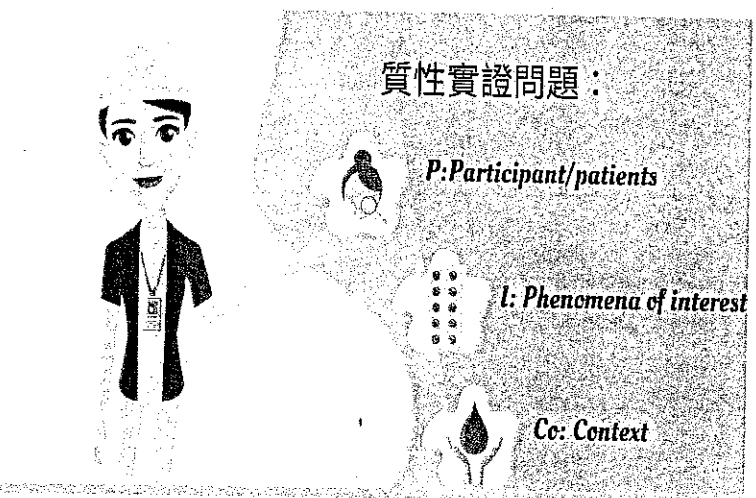 質性實證問題：
P:Participant/patients
I: Phenomena of interest
Co: Context